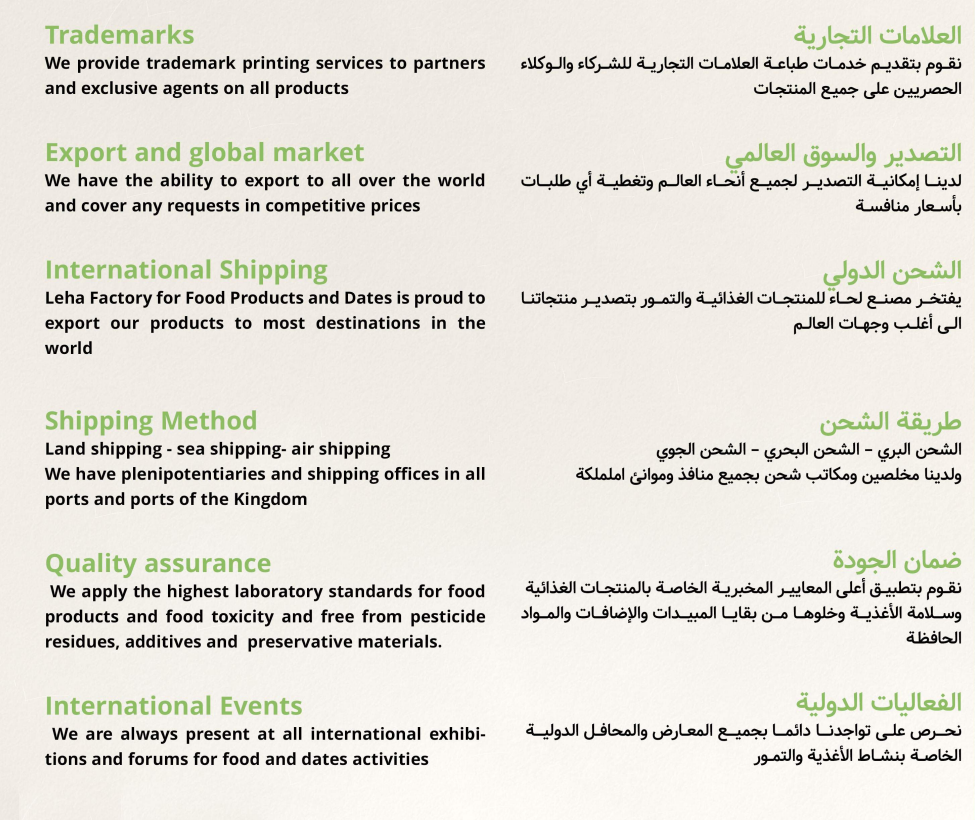 Trademarks
We provide trademark printing services to partners
and exclusive agents on all products
العلامات التجارية
نقوم بتقديم خدمات طباعة العلامات التجارية للشركاء والوكلاء
الحصريين على جميع المنتجات
Export and global market
We have the ability to export to all over the world
and cover any requests in competitive prices
التصدير والسوق العالمي
لدينا إمكانية التصدير لجميع أنحاء العالم وتغطية أي طلبات
بأسعار منافسة
International Shipping
Leha Factory for Food Products and Dates is proud to
export our products to most destinations in the
world
الشحن الدولي
يفتخر مصنع لحاء للمنتجات الغذائية والتمور بتصدير منتجاتنا
الى أغلب وجهات العالم
Shipping Method
Land shipping - sea shipping- air shipping
We have plenipotentiaries and shipping offices in all
ports and ports of the Kingdom
طريقة الشحن
الشحن البري – الشحن البحري – الشحن الجوي
ولدينا مخلصين ومكاتب شحن بجميع منافذ وموانئ امليملكة
Quality assurance
We apply the highest laboratory standards for food
products and food toxicity and free from pesticide
residues, additives and preservative materials.
ضمان الجودة
نقوم بتطبيق أعلى المعايير المخبرية الخاصة بالمنتجات الغذائية
وسلامة الأغذية وخلوها من بقايا المبيدات والإضافات والمواد
الحافظة
International Events
We are always present at all international exhibi-
tions and forums for food and dates activities
الفعاليات الدولية
نحرص على تواجدنا دائما بجميع المعارض والمحافل الدولية
الخاصة بنشاط الأغذية والتمور